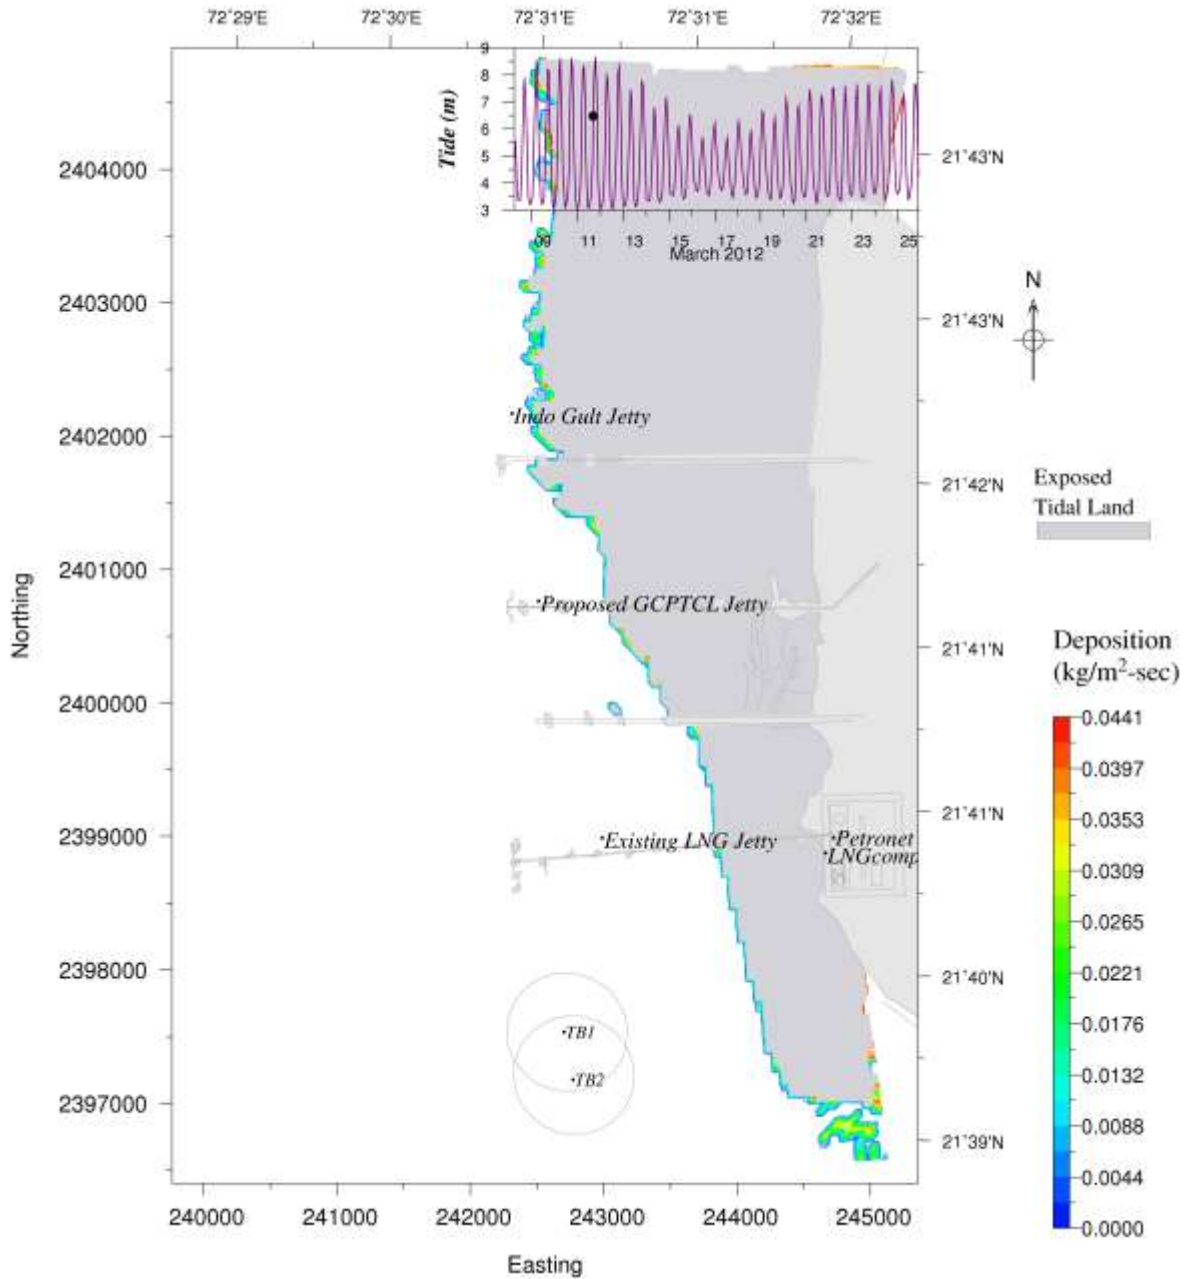 72°29'E 72°30'E 72°31'E 72°31'E 72°32'E
9
8
7
6
5
4
3
Tide (m)
09 11 13 15 17 19 21 23 25
March 2012
2404000
2403000
2402000
2401000
2400000
2399000
2398000
2397000
Northing
21°43'N
21°43'N
21°42'N
21°41'N
21°41'N
21°40'N
21°39'N
N
Indo Gult Jetty
Proposed GCPTCL Jetty
Existing LNG Jetty
Petronet
LNGcomp
TB1
TB2
Exposed
Tidal Land
Deposition
(kg/m²-sec)
0.0441
0.0397
0.0353
0.0309
0.0265
0.0221
0.0176
0.0132
0.0088
0.0044
0.0000
240000 241000 242000 243000 244000 245000
Easting